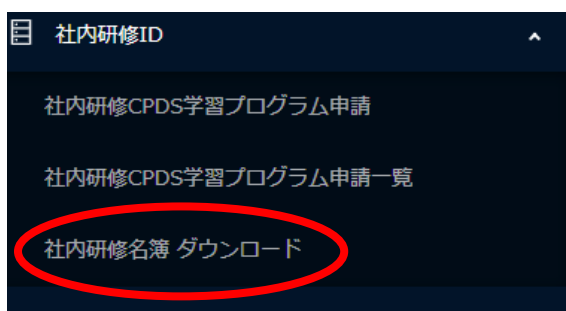 社内研修ID
社内研修CPDS学習プログラム申請
社内研修CPDS学習プログラム申請一覧
社内研修名簿 ダウンロード